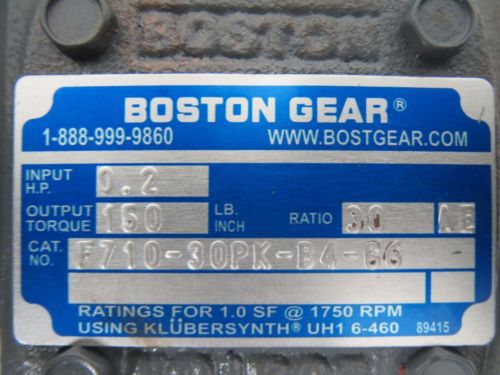 BOSTON
BOSTON GEAR®
1-888-999-9860 WWW.BOSTGEAR.COM
INPUT H.P. 0.2
OUTPUT TORQUE 150 LB. INCH RATIO 30 AE
CAT. NO. F710-30PK-B4-G6
RATINGS FOR 1.0 SF @ 1750 RPM
USING KLÜBERSYNTH® UH1 6-460 89415